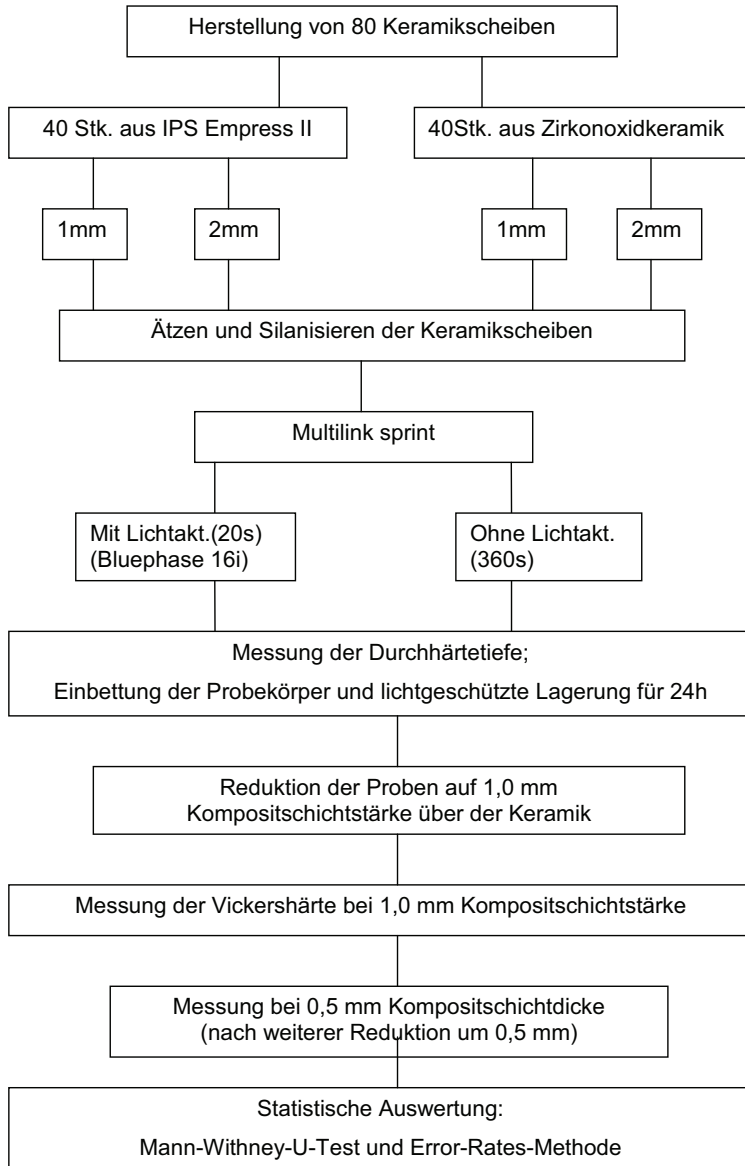 Herstellung von 80 Keramikscheiben
40 Stk. aus IPS Empress II
40Stk. aus Zirkonoxidkeramik
1mm
2mm
1mm
2mm
Ätzen und Silanisieren der Keramikscheiben
Multilink sprint
Mit Lichtakt.(20s)
(Bluephase 16i)
Ohne Lichtakt.
(360s)
Messung der Durchhärtetiefe;
Einbettung der Probekörper und lichtgeschützte Lagerung für 24h
Reduktion der Proben auf 1,0 mm
Kompositschichtstärke über der Keramik
Messung der Vickershärte bei 1,0 mm Kompositschichtstärke
Messung bei 0,5 mm Kompositschichtdicke
(nach weiterer Reduktion um 0,5 mm)
Statistische Auswertung:
Mann-Withney-U-Test und Error-Rates-Methode